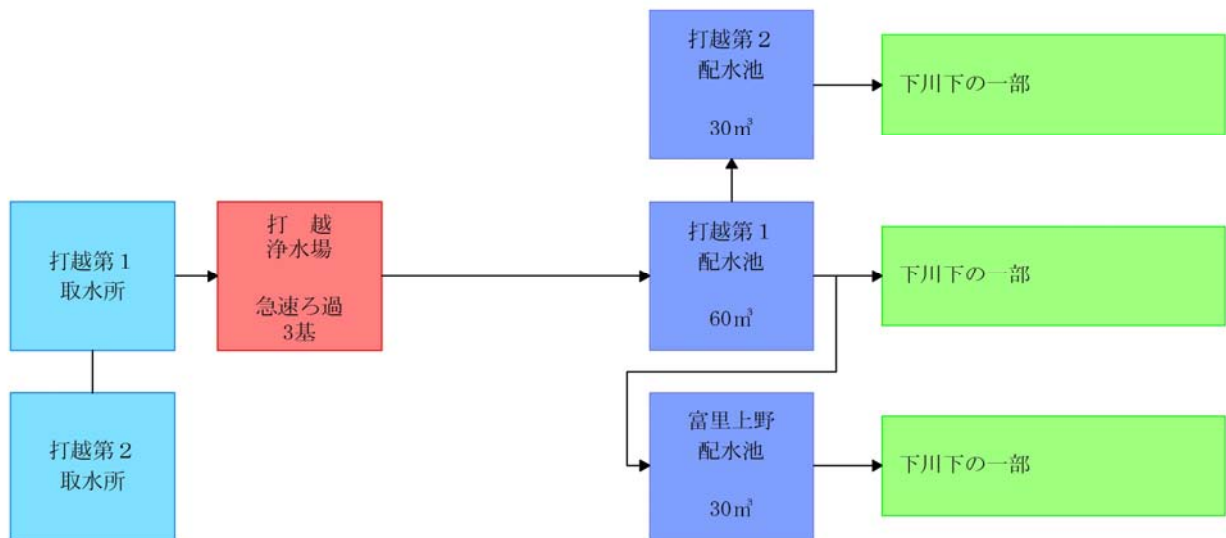 打越第２
配水池
30㎥
下川下の一部
打越第１
取水所
打　越
浄水場
急速ろ過
3基
打越第１
配水池
60㎥
下川下の一部
打越第２
取水所
富里上野
配水池
30㎥
下川下の一部